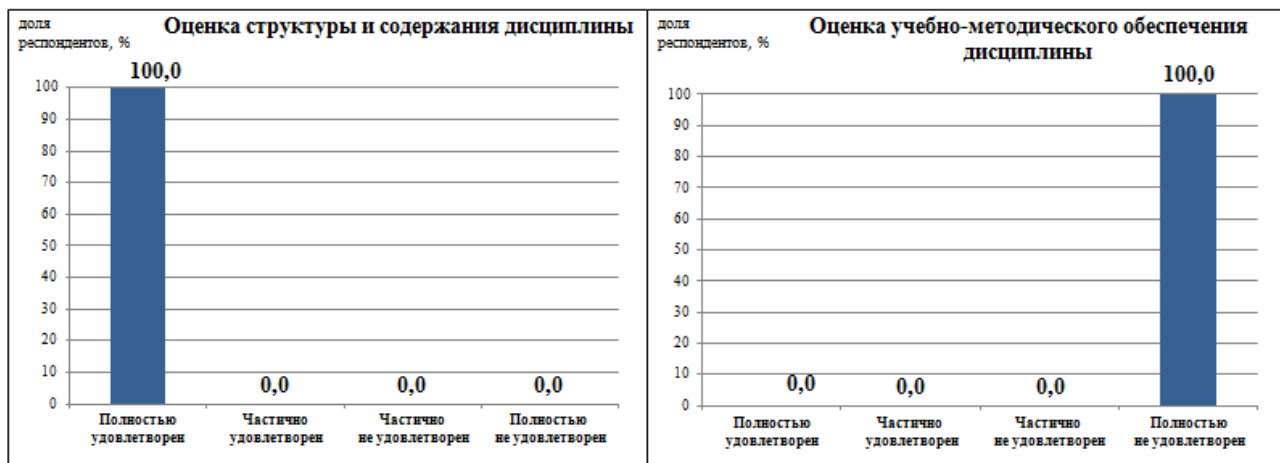 доля
респондентов, %
Оценка структуры и содержания дисциплины
100,0
100
90
80
70
60
50
40
30
20
10
0
0,0
0,0
0,0
Полностью
удовлетворен
Частично
удовлетворен
Частично
не удовлетворен
Полностью
не удовлетворен
доля
респондентов, %
Оценка учебно-методического обеспечения
дисциплины
100,0
100
90
80
70
60
50
40
30
20
10
0
0,0
0,0
0,0
Полностью
удовлетворен
Частично
удовлетворен
Частично
не удовлетворен
Полностью
не удовлетворен